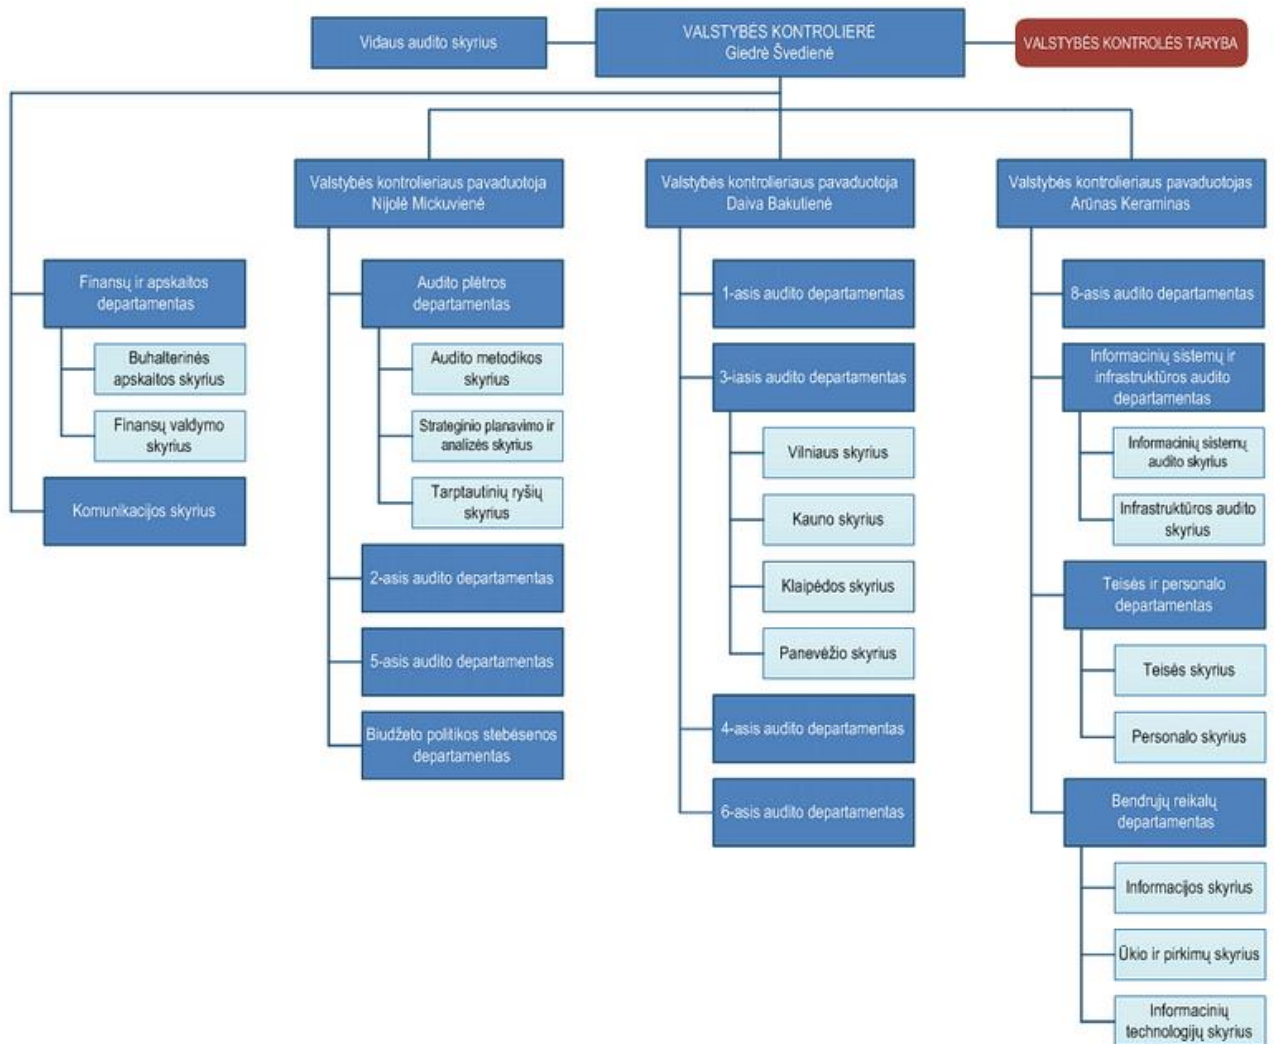 Vidaus audito skyrius
VALSTYBĖS KONTROLIERĖ
Giedrė Švedienė
VALSTYBĖS KONTROLĖS TARYBA
Finansų ir apskaitos
departamentas
Buhalterinės
apskaitos skyrius
Finansų valdymo
skyrius
Komunikacijos skyrius
Valstybės kontrolieriaus pavaduotoja
Nijolė Mickuvienė
Audito plėtros
departamentas
Audito metodikos
skyrius
Strateginio planavimo ir
analizės skyrius
Tarptautinių ryšių
skyrius
2-asis audito departamentas
5-asis audito departamentas
Biudžeto politikos stebėsenos
departamentas
Valstybės kontrolieriaus pavaduotoja
Daiva Bakutienė
1-asis audito departamentas
3-iasis audito departamentas
Vilniaus skyrius
Kauno skyrius
Klaipėdos skyrius
Panevėžio skyrius
4-asis audito departamentas
6-asis audito departamentas
Valstybės kontrolieriaus pavaduotojas
Arūnas Keraminas
8-asis audito departamentas
Informacinių sistemų ir
infrastruktūros audito
departamentas
Informacinių sistemų
audito skyrius
Infrastruktūros audito
skyrius
Teisės ir personalo
departamentas
Teisės skyrius
Personalo skyrius
Bendrųjų reikalų
departamentas
Informacijos skyrius
Ūkio ir pirkimų skyrius
Informacinių
technologijų skyrius